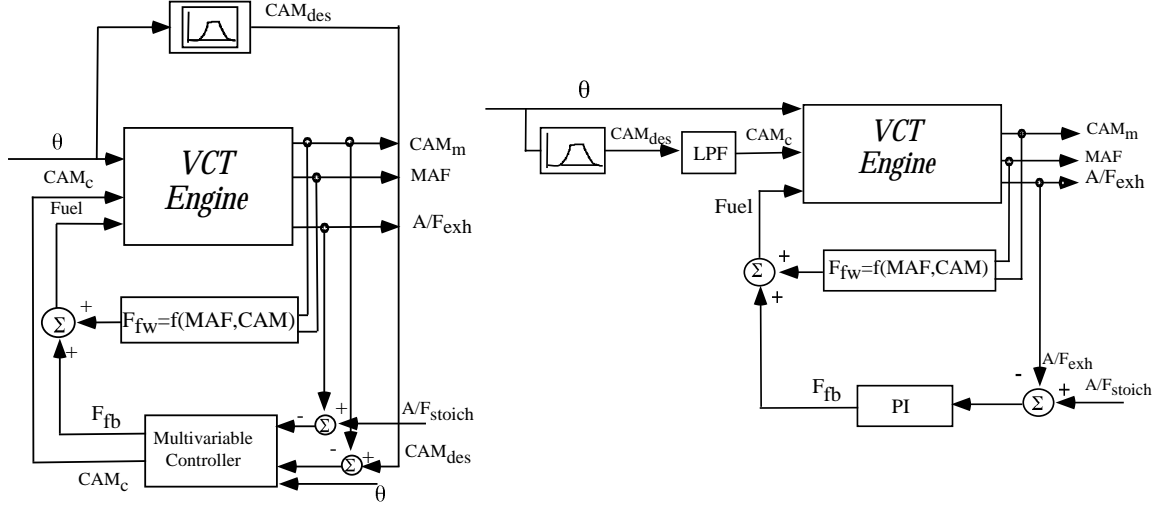 CAMdes
θ
CAMc
Fuel
VCT
Engine
CAMm
MAF
A/Fexh
+
Σ
+
Ffw=f(MAF,CAM)
Ffb
CAMc
Multivariable
Controller
-
Σ
+
A/Fstoich
-
Σ
+
CAMdes
θ
θ
CAMdes
LPF
CAMc
VCT
Engine
CAMm
MAF
A/Fexh
Fuel
Σ
+
+
Ffw=f(MAF,CAM)
Ffb
PI
A/Fexh
-
Σ
+
A/Fstoich